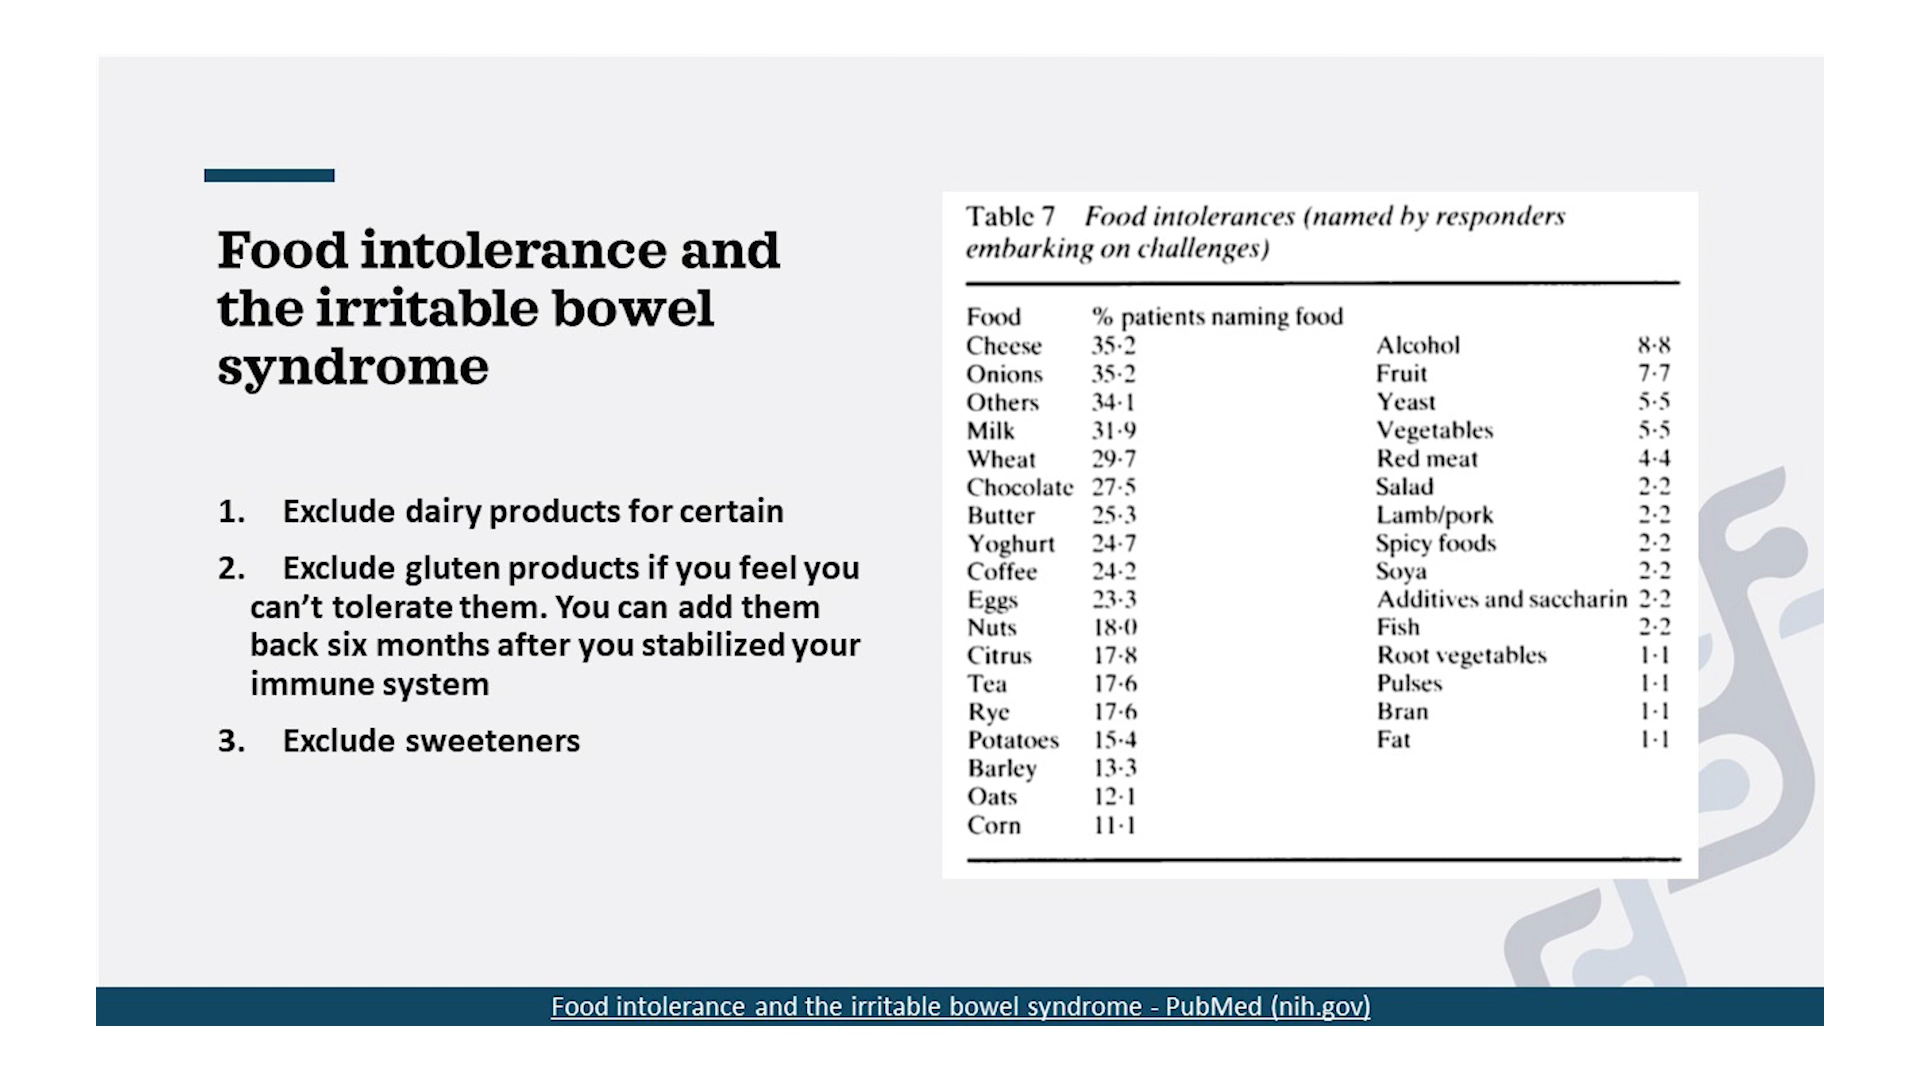 Food intolerance and
the irritable bowel
syndrome
1. Exclude dairy products for certain
2. Exclude gluten products if you feel you
can’t tolerate them. You can add them
back six months after you stabilized your
immune system
3. Exclude sweeteners
Table 7 Food intolerances (named by responders
embarking on challenges)
Food % patients naming food
Cheese 35·2 Alcohol 8·8
Onions 35·2 Fruit 7·7
Others 34·1 Yeast 5·5
Milk 31·9 Vegetables 5·5
Wheat 29·7 Red meat 4·4
Chocolate 27·5 Salad 2·2
Butter 25·3 Lamb/pork 2·2
Yoghurt 24·7 Spicy foods 2·2
Coffee 24·2 Soya 2·2
Eggs 23·3 Additives and saccharin 2·2
Nuts 18·0 Fish 2·2
Citrus 17·8 Root vegetables 1·1
Tea 17·6 Pulses 1·1
Rye 17·6 Bran 1·1
Potatoes 15·4 Fat 1·1
Barley 13·3
Oats 12·1
Corn 11·1
Food intolerance and the irritable bowel syndrome - PubMed (nih.gov)